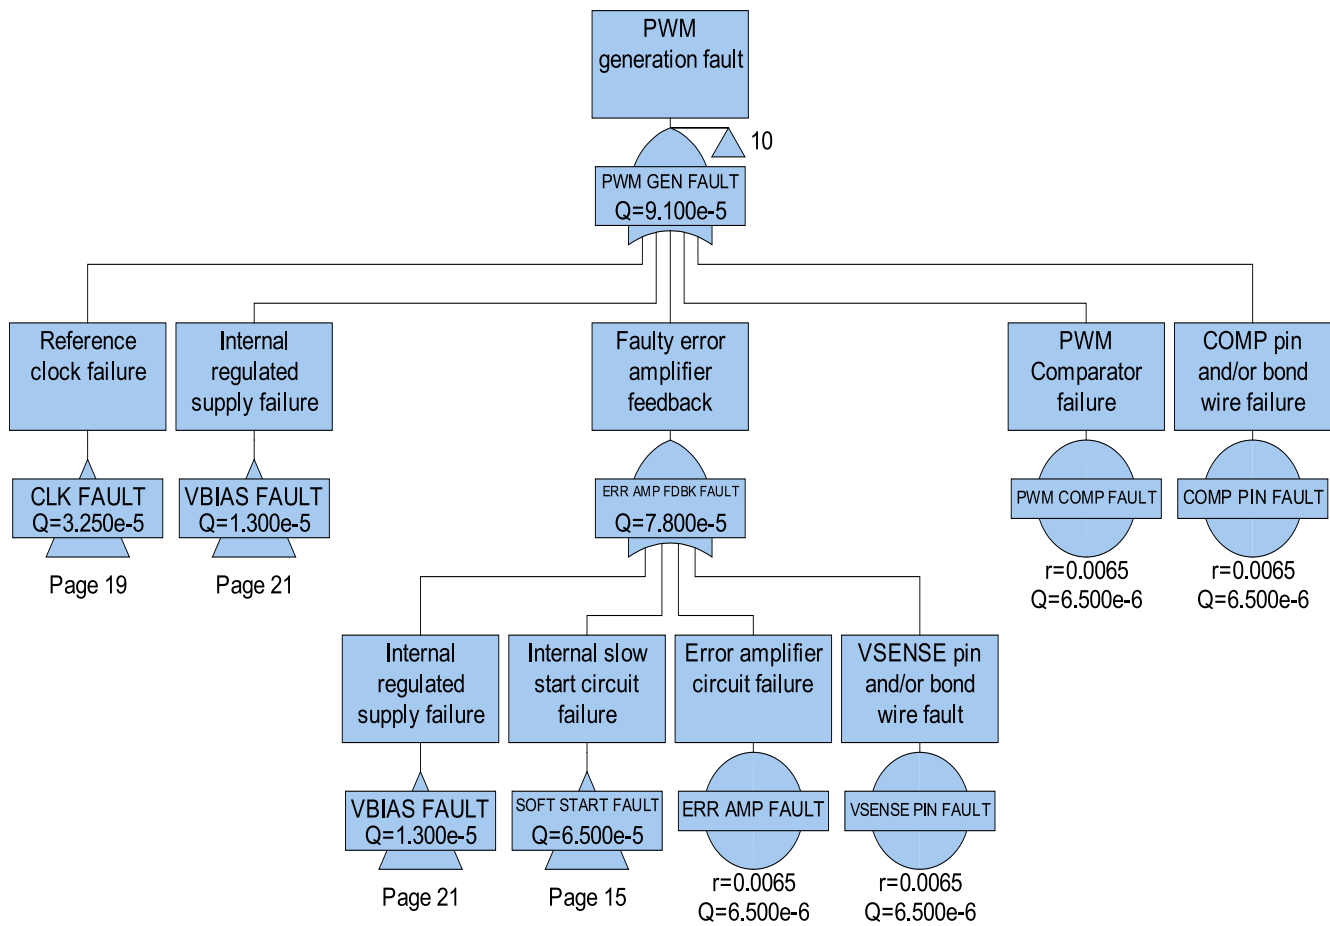 PWM
generation fault
10
PWM GEN FAULT
Q=9.100e-5
Reference
clock failure
CLK FAULT
Q=3.250e-5
Page 19
Internal
regulated
supply failure
VBIAS FAULT
Q=1.300e-5
Page 21
Faulty error
amplifier
feedback
ERR AMP FDBK FAULT
Q=7.800e-5
PWM
Comparator
failure
PWM COMP FAULT
r=0.0065
Q=6.500e-6
COMP pin
and/or bond
wire failure
COMP PIN FAULT
r=0.0065
Q=6.500e-6
Internal
regulated
supply failure
VBIAS FAULT
Q=1.300e-5
Page 21
Internal slow
start circuit
failure
SOFT START FAULT
Q=6.500e-5
Page 15
Error amplifier
circuit failure
ERR AMP FAULT
r=0.0065
Q=6.500e-6
VSENSE pin
and/or bond
wire fault
VSENSE PIN FAULT
r=0.0065
Q=6.500e-6